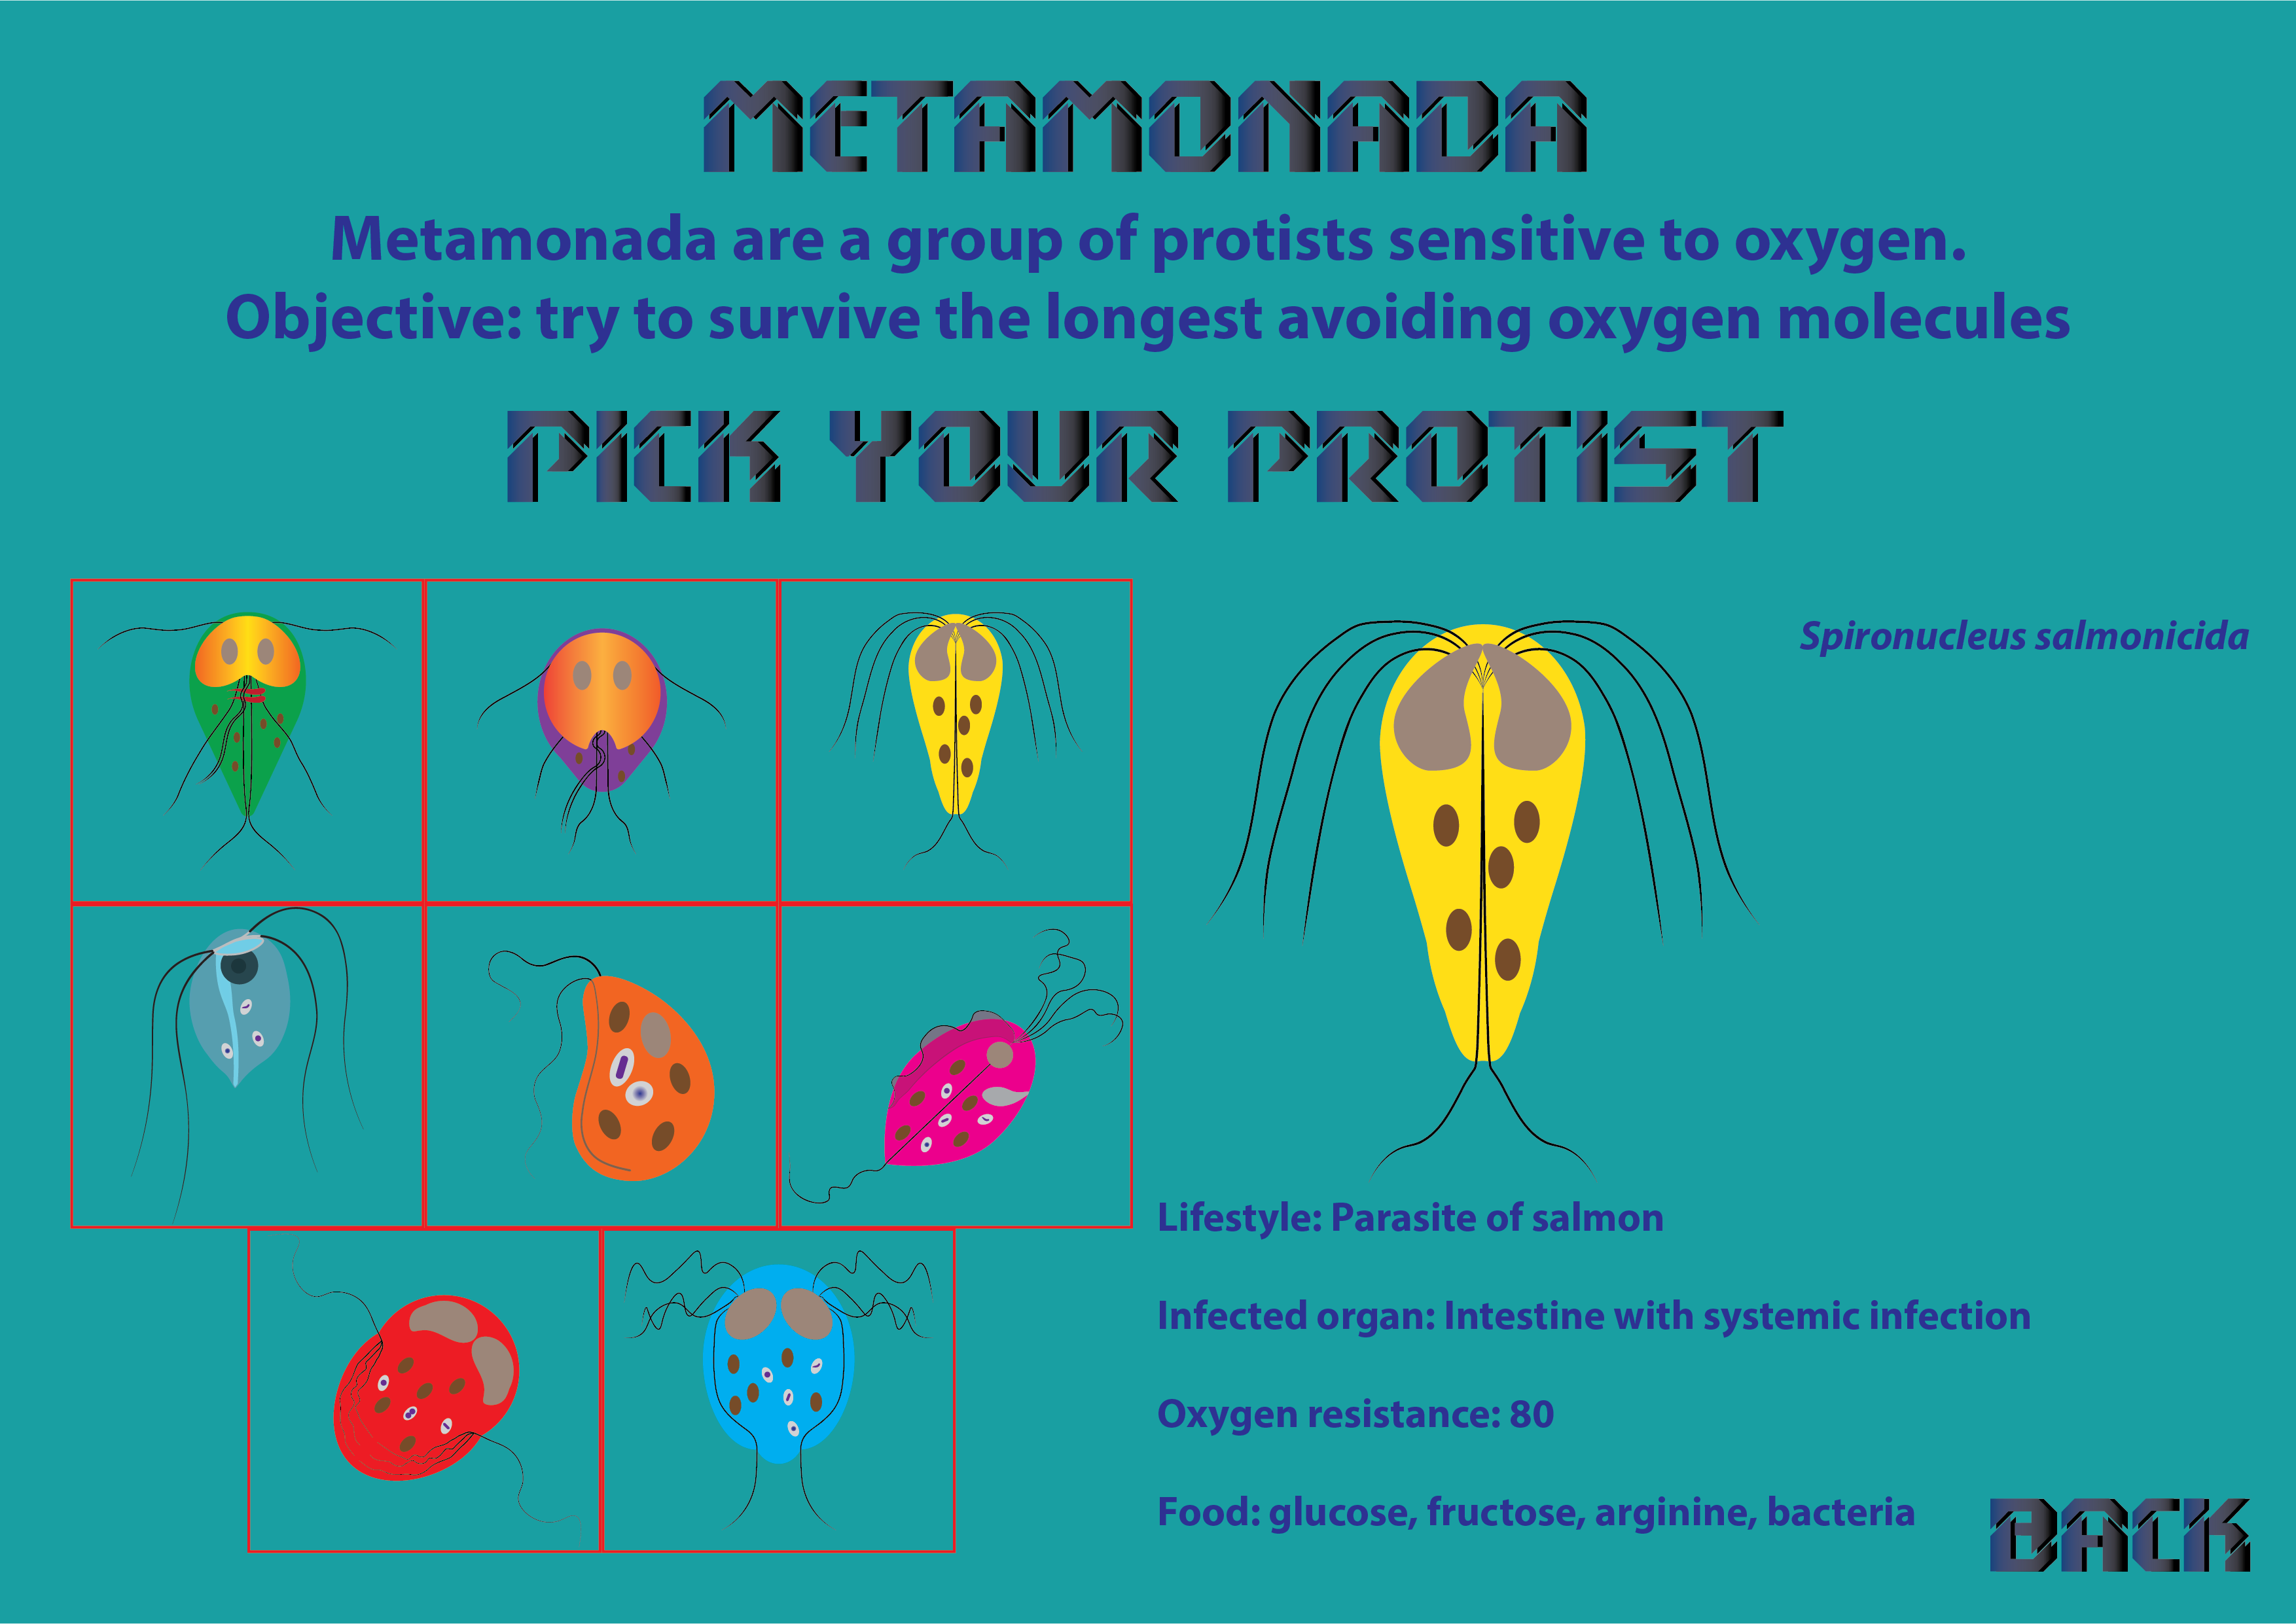 METAMONADA
Metamonada are a group of protists sensitive to oxygen.
Objective: try to survive the longest avoiding oxygen molecules
PICK YOUR PROTIST
Spironucleus salmonicida
Lifestyle: Parasite of salmon
Infected organ: Intestine with systemic infection
Oxygen resistance: 80
Food: glucose, fructose, arginine, bacteria
BACK